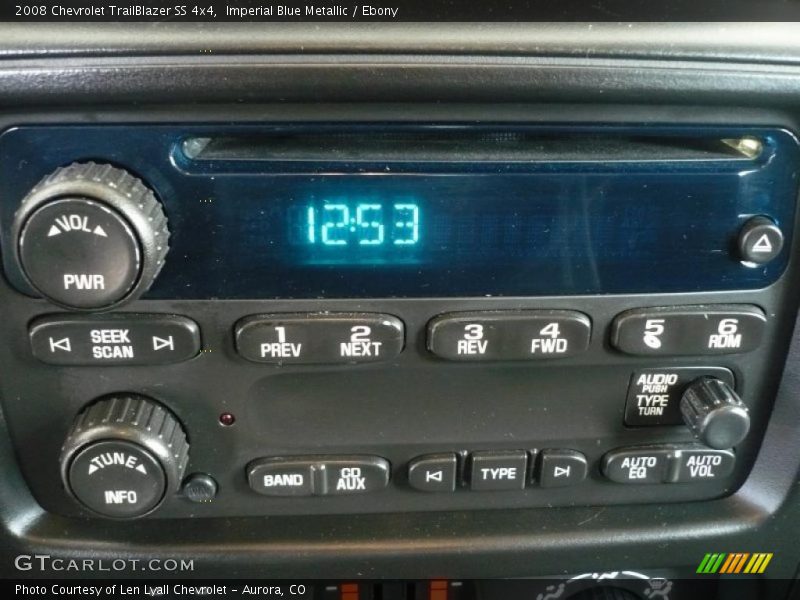 2008 Chevrolet TrailBlazer SS 4x4, Imperial Blue Metallic / Ebony
12:53
VOL
PWR
SEEK
SCAN
1 2
PREV NEXT
3 4
REV FWD
5 6
RDM
AUDIO
PUSH
TYPE
TURN
TUNE
INFO
BAND
CD
AUX
TYPE
AUTO
EQ
AUTO
VOL
GTCARLOT.COM
Photo Courtesy of Len Lyall Chevrolet - Aurora, CO